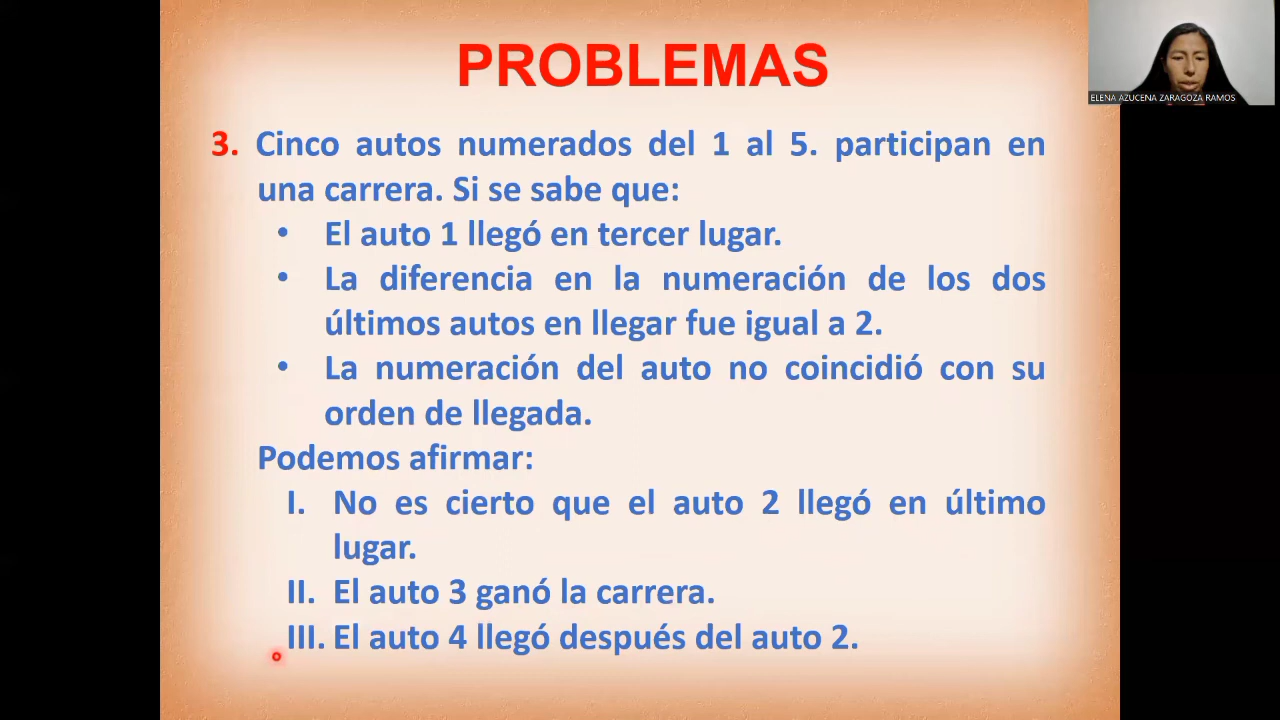 PROBLEMAS
ELENA AZUCENA ZARAGOZA RAMOS
3. Cinco autos numerados del 1 al 5. participan en
una carrera. Si se sabe que:
• El auto 1 llegó en tercer lugar.
• La diferencia en la numeración de los dos
últimos autos en llegar fue igual a 2.
• La numeración del auto no coincidió con su
orden de llegada.
Podemos afirmar:
I. No es cierto que el auto 2 llegó en último
lugar.
II. El auto 3 ganó la carrera.
III. El auto 4 llegó después del auto 2.